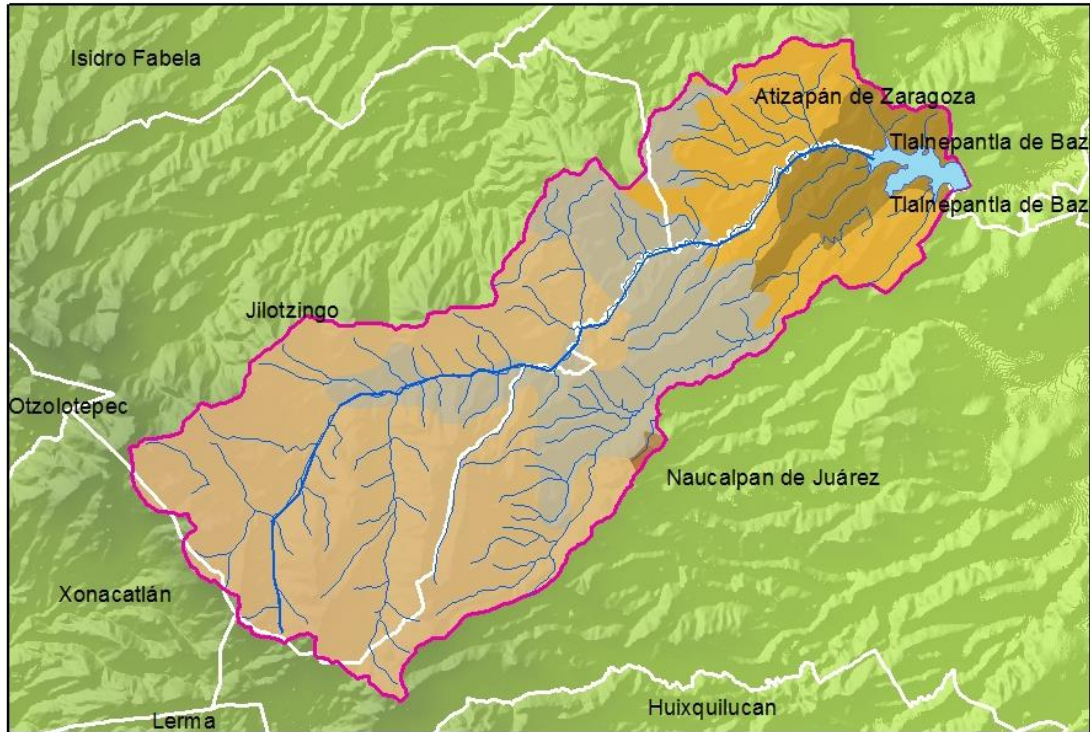 Isidro Fabela
Atizapán de Zaragoza
Tlalnepantla de Baz
Tlalnepantla de Baz
Jilotzingo
Otzolotepec
Naucalpan de Juárez
Xonacatlán
Huixquilucan
Lerma